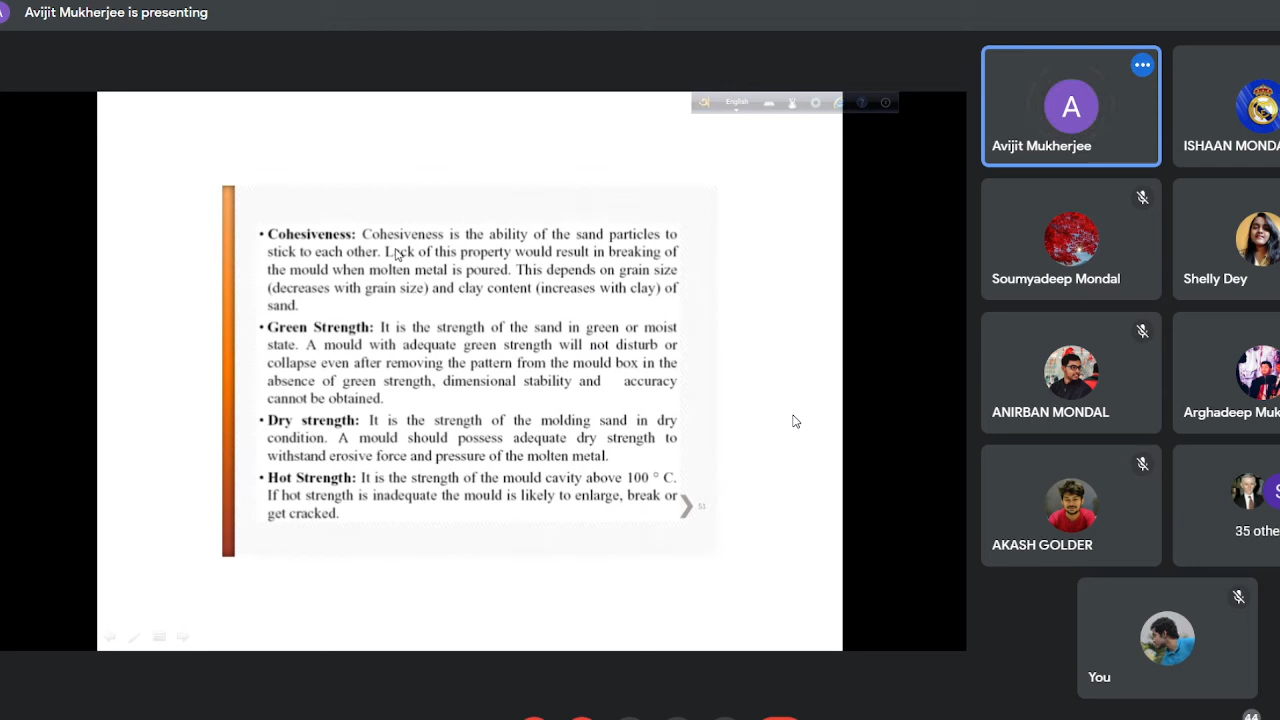 A
Avijit Mukherjee is presenting
English
• Cohesiveness: Cohesiveness is the ability of the sand particles to
stick to each other. Lack of this property would result in breaking of
the mould when molten metal is poured. This depends on grain size
(decreases with grain size) and clay content (increases with clay) of
sand.
• Green Strength: It is the strength of the sand in green or moist
state. A mould with adequate green strength will not disturb or
collapse even after removing the pattern from the mould box in the
absence of green strength, dimensional stability and accuracy
cannot be obtained.
• Dry strength: It is the strength of the molding sand in dry
condition. A mould should possess adequate dry strength to
withstand erosive force and pressure of the molten metal.
• Hot Strength: It is the strength of the mould cavity above 100 ° C.
If hot strength is inadequate the mould is likely to enlarge, break or
get cracked.
51
A
Avijit Mukherjee
ISHAAN MONDA
Soumyadeep Mondal
Shelly Dey
ANIRBAN MONDAL
Arghadeep Muk
AKASH GOLDER
S
35 othe
You
44